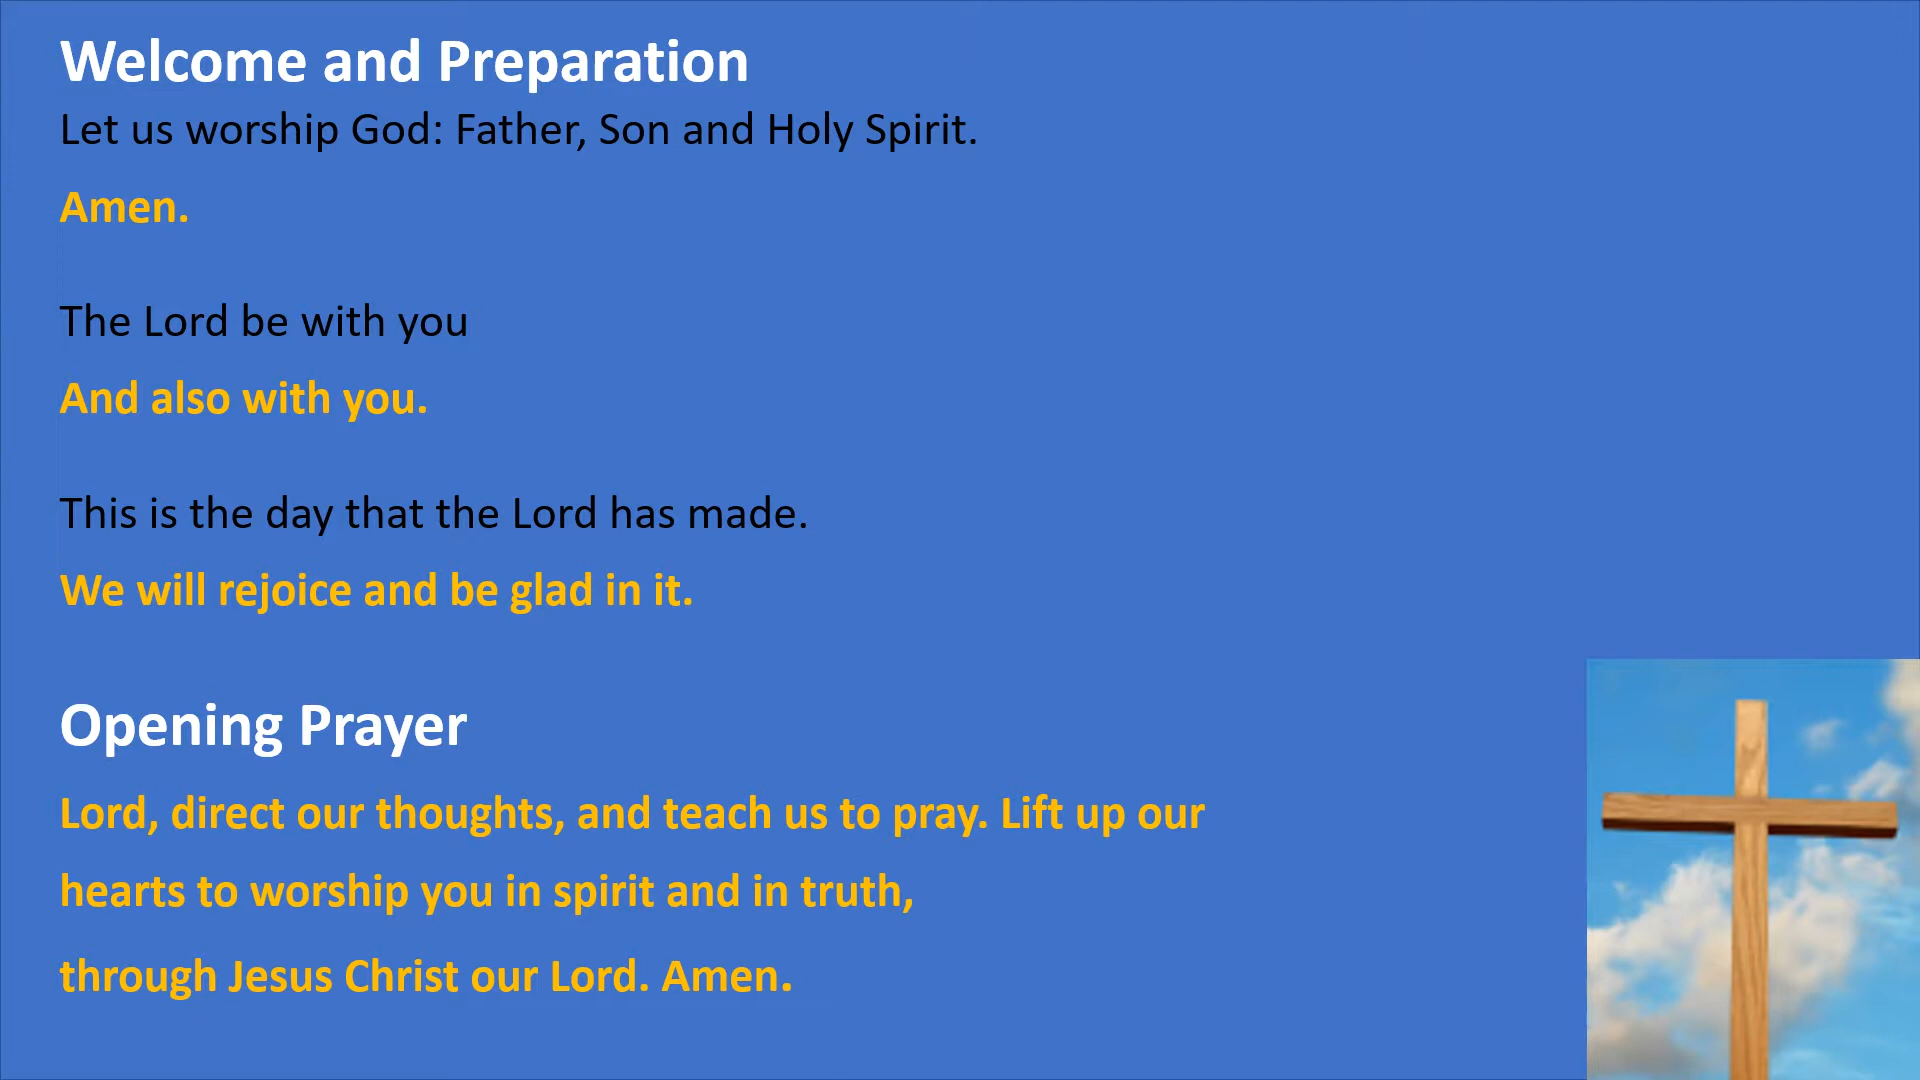 Welcome and Preparation
Let us worship God: Father, Son and Holy Spirit.
Amen.
The Lord be with you
And also with you.
This is the day that the Lord has made.
We will rejoice and be glad in it.
Opening Prayer
Lord, direct our thoughts, and teach us to pray. Lift up our
hearts to worship you in spirit and in truth,
through Jesus Christ our Lord. Amen.